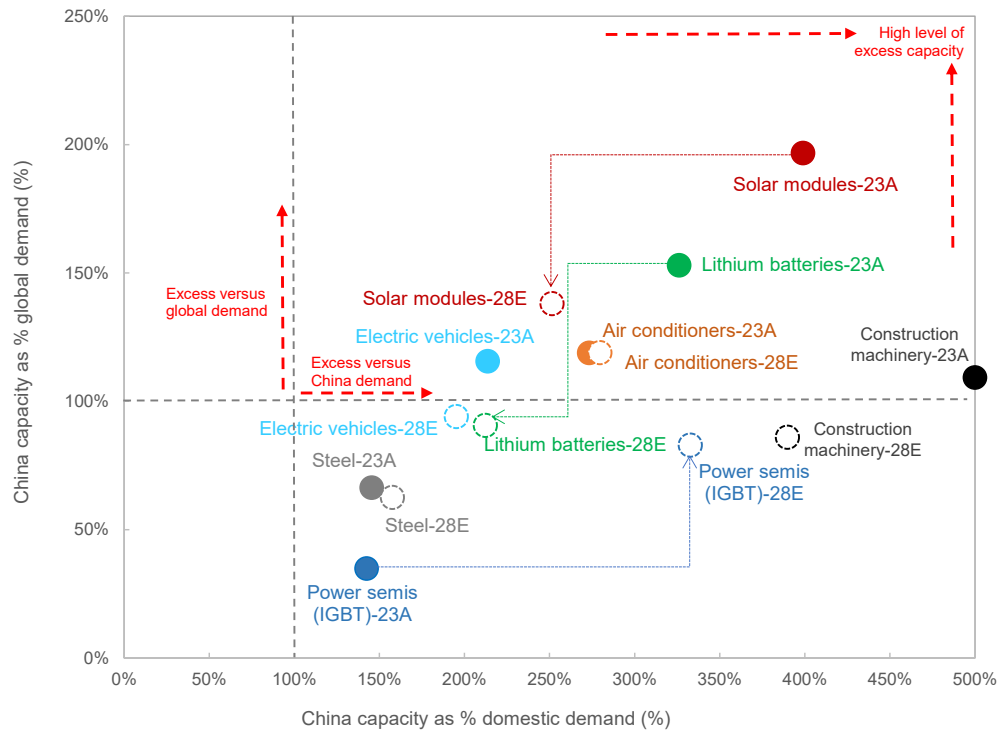 250%
200%
150%
100%
50%
0%
China capacity as % global demand (%)
High level of
excess capacity
Solar modules-23A
Lithium batteries-23A
Excess versus
global demand
Solar modules-28E
Electric vehicles-23A
Air conditioners-23A
Air conditioners-28E
Construction
machinery-23A
Excess versus
China demand
Electric vehicles-28E
Lithium batteries-28E
Construction
machinery-28E
Steel-23A
Power semis
(IGBT)-28E
Steel-28E
Power semis
(IGBT)-23A
0% 50% 100% 150% 200% 250% 300% 350% 400% 450% 500%
China capacity as % domestic demand (%)